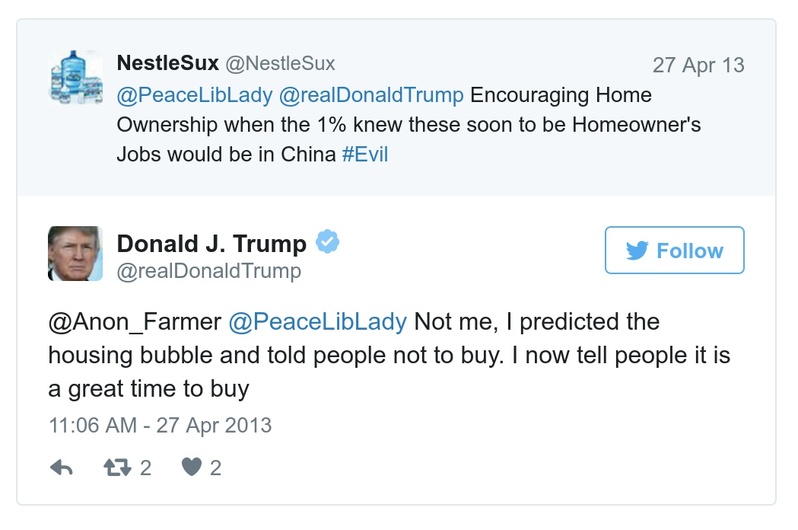 NestleSux @NestleSux 27 Apr 13
@PeaceLibLady @realDonaldTrump Encouraging Home
Ownership when the 1% knew these soon to be Homeowner's
Jobs would be in China #Evil
Donald J. Trump
@realDonaldTrump
Follow
@Anon_Farmer @PeaceLibLady Not me, I predicted the
housing bubble and told people not to buy. I now tell people it is
a great time to buy
11:06 AM - 27 Apr 2013
2 2